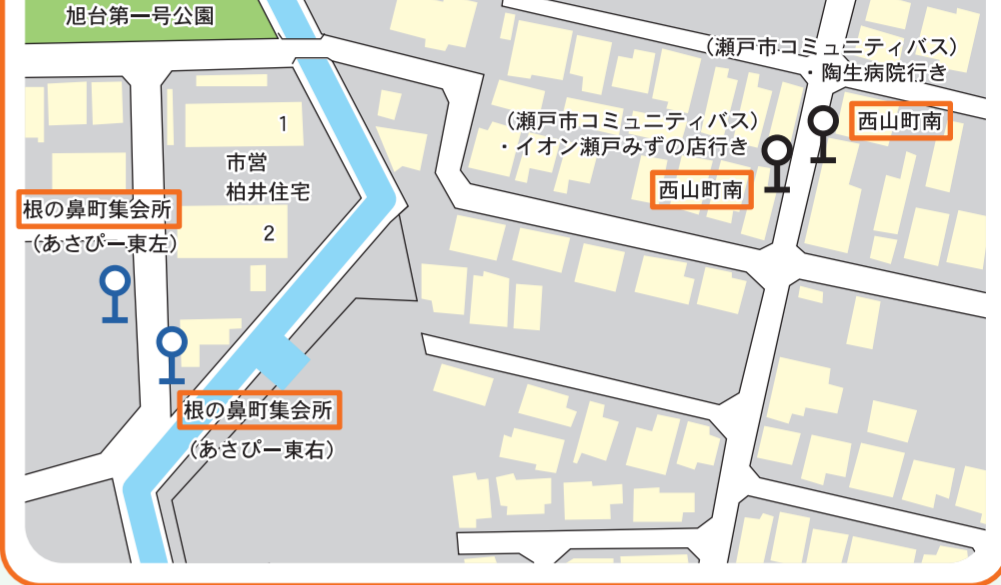 旭台第一号公園
（瀬戸市コミュニティバス）
・陶生病院行き
西山町南
（瀬戸市コミュニティバス）
・イオン瀬戸みずの店行き
西山町南
1
市営
柏井住宅
2
根の鼻町集会所
（あさぴー東左）
根の鼻町集会所
（あさぴー東右）